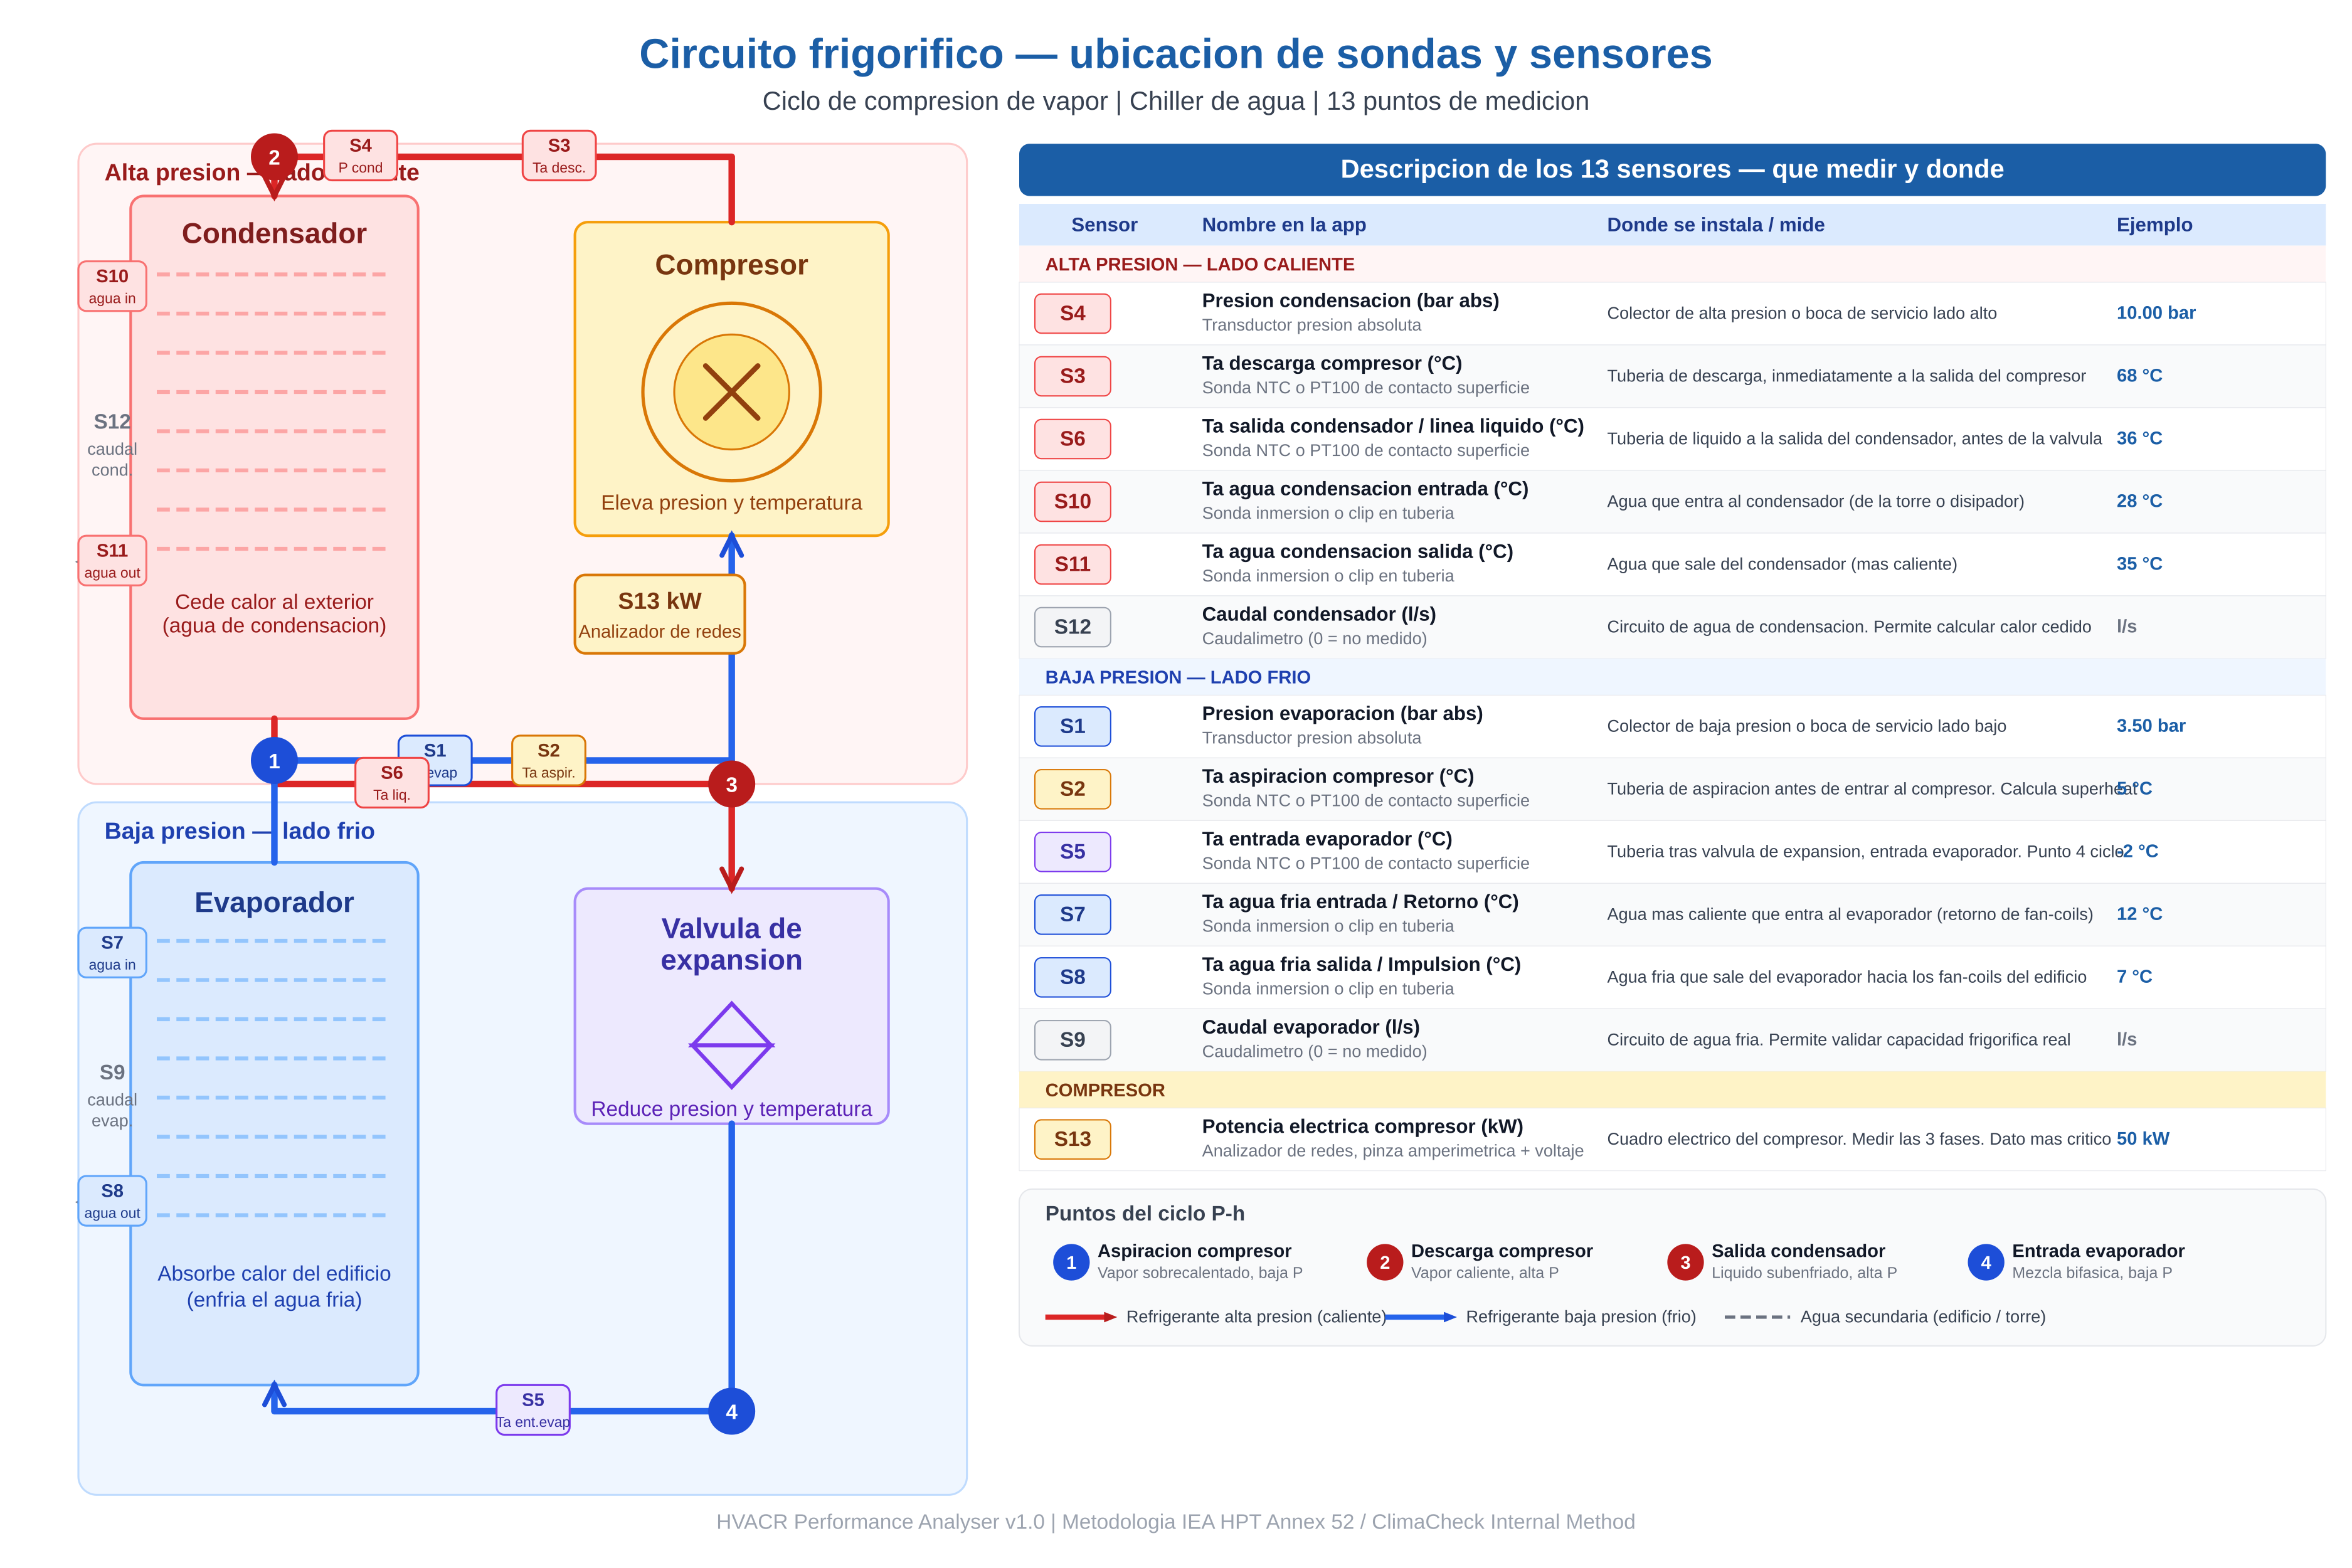 Circuito frigorifico — ubicacion de sondas y sensores
Ciclo de compresion de vapor | Chiller de agua | 13 puntos de medicion
2
S4
P cond
S3
Ta desc.
Alta presion —
Condensador
S10
agua in
S12
caudal
cond.
S11
agua out
Cede calor al exterior
(agua de condensacion)
Compresor
Eleva presion y temperatura
S13 kW
Analizador de redes
1
S1
evap
S2
Ta aspir.
S6
Ta liq.
3
Baja presion — lado frio
Evaporador
S7
agua in
S9
caudal
evap.
S8
agua out
Absorbe calor del edificio
(enfria el agua fria)
Valvula de
expansion
Reduce presion y temperatura
S5
Ta ent.evap
4
Descripcion de los 13 sensores — que medir y donde
Sensor Nombre en la app Donde se instala / mide Ejemplo
ALTA PRESION — LADO CALIENTE
S4 Presion condensacion (bar abs) Colector de alta presion o boca de servicio lado alto 10.00 bar
Transductor presion absoluta
S3 Ta descarga compresor (°C) Tuberia de descarga, inmediatamente a la salida del compresor 68 °C
Sonda NTC o PT100 de contacto superficie
S6 Ta salida condensador / linea liquido (°C) Tuberia de liquido a la salida del condensador, antes de la valvula 36 °C
Sonda NTC o PT100 de contacto superficie
S10 Ta agua condensacion entrada (°C) Agua que entra al condensador (de la torre o disipador) 28 °C
Sonda inmersion o clip en tuberia
S11 Ta agua condensacion salida (°C) Agua que sale del condensador (mas caliente) 35 °C
Sonda inmersion o clip en tuberia
S12 Caudal condensador (l/s) Circuito de agua de condensacion. Permite calcular calor cedido l/s
Caudalimetro (0 = no medido)
BAJA PRESION — LADO FRIO
S1 Presion evaporacion (bar abs) Colector de baja presion o boca de servicio lado bajo 3.50 bar
Transductor presion absoluta
S2 Ta aspiracion compresor (°C) Tuberia de aspiracion antes de entrar al compresor. Calcula superheat 5 °C
Sonda NTC o PT100 de contacto superficie
S5 Ta entrada evaporador (°C) Tuberia tras valvula de expansion, entrada evaporador. Punto 4 ciclo -2 °C
Sonda NTC o PT100 de contacto superficie
S7 Ta agua fria entrada / Retorno (°C) Agua mas caliente que entra al evaporador (retorno de fan-coils) 12 °C
Sonda inmersion o clip en tuberia
S8 Ta agua fria salida / Impulsion (°C) Agua fria que sale del evaporador hacia los fan-coils del edificio 7 °C
Sonda inmersion o clip en tuberia
S9 Caudal evaporador (l/s) Circuito de agua fria. Permite validar capacidad frigorifica real l/s
Caudalimetro (0 = no medido)
COMPRESOR
S13 Potencia electrica compresor (kW) Cuadro electrico del compresor. Medir las 3 fases. Dato mas critico 50 kW
Analizador de redes, pinza amperimetrica + voltaje
Puntos del ciclo P-h
1 Aspiracion compresor 2 Descarga compresor 3 Salida condensador 4 Entrada evaporador
Vapor sobrecalentado, baja P Vapor caliente, alta P Liquido subenfriado, alta P Mezcla bifasica, baja P
Refrigerante alta presion (caliente) Refrigerante baja presion (frio) Agua secundaria (edificio / torre)
HVACR Performance Analyser v1.0 | Metodologia IEA HPT Annex 52 / ClimaCheck Internal Method